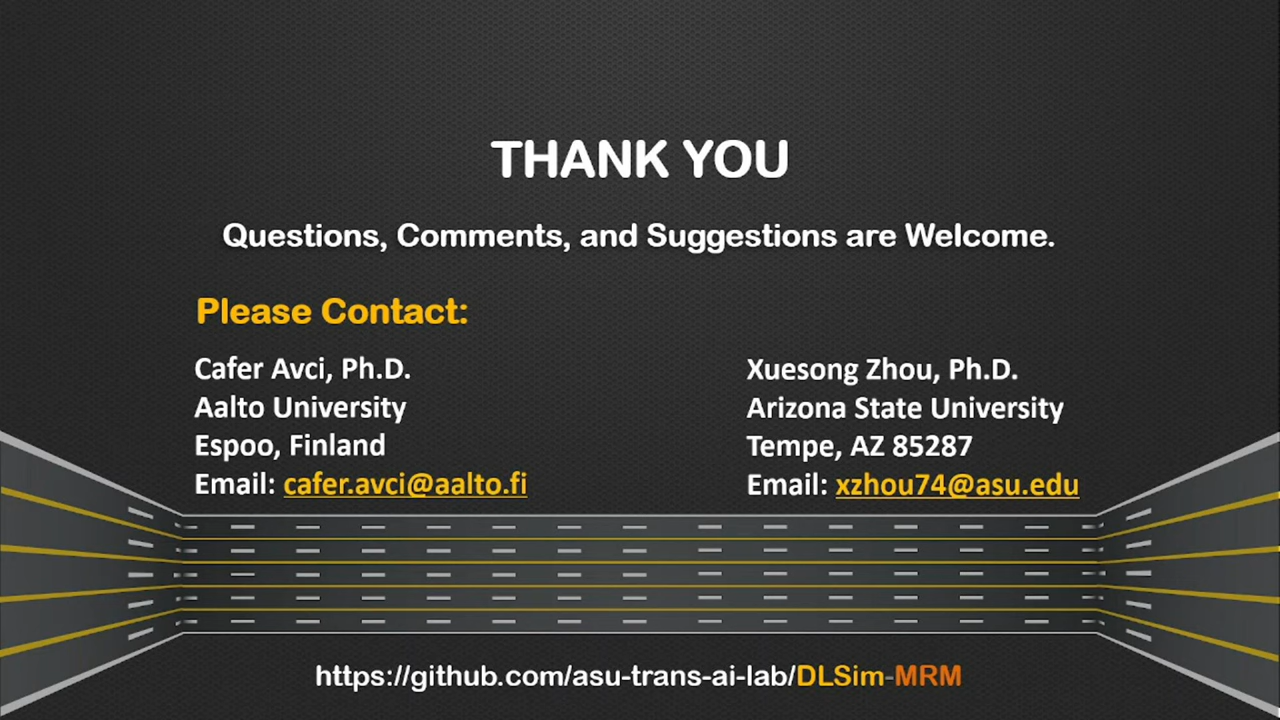 THANK YOU
Questions, Comments, and Suggestions are Welcome.
Please Contact:
Cafer Avci, Ph.D.
Aalto University
Espoo, Finland
Email: cafer.avci@aalto.fi
Xuesong Zhou, Ph.D.
Arizona State University
Tempe, AZ 85287
Email: xzhou74@asu.edu
https://github.com/asu-trans-ai-lab/DLSim-MRM